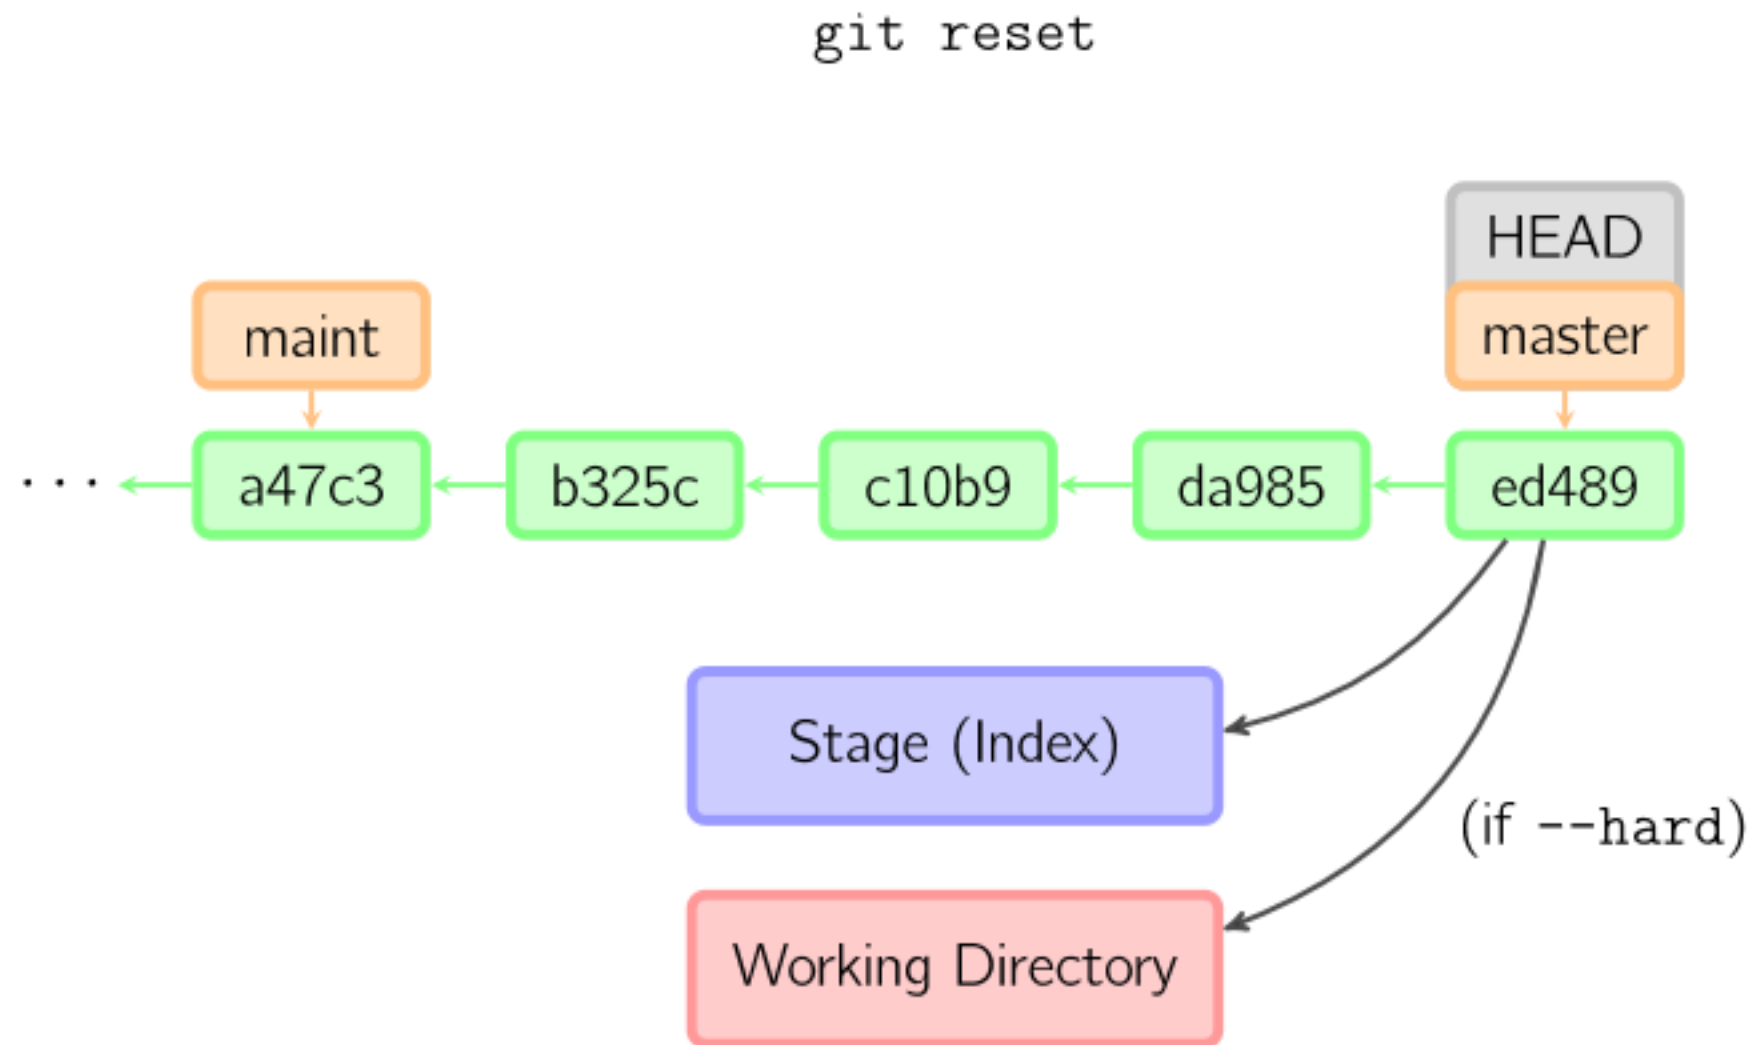 git reset
HEAD
maint
master
... a47c3 b325c c10b9 da985 ed489
Stage (Index)
(if --hard)
Working Directory